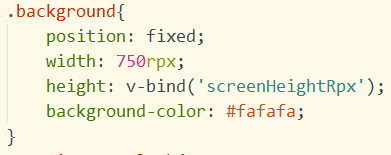 .background{
position: fixed;
width: 750rpx;
height: v-bind('screenHeightRpx');
background-color: #fafafa;
}